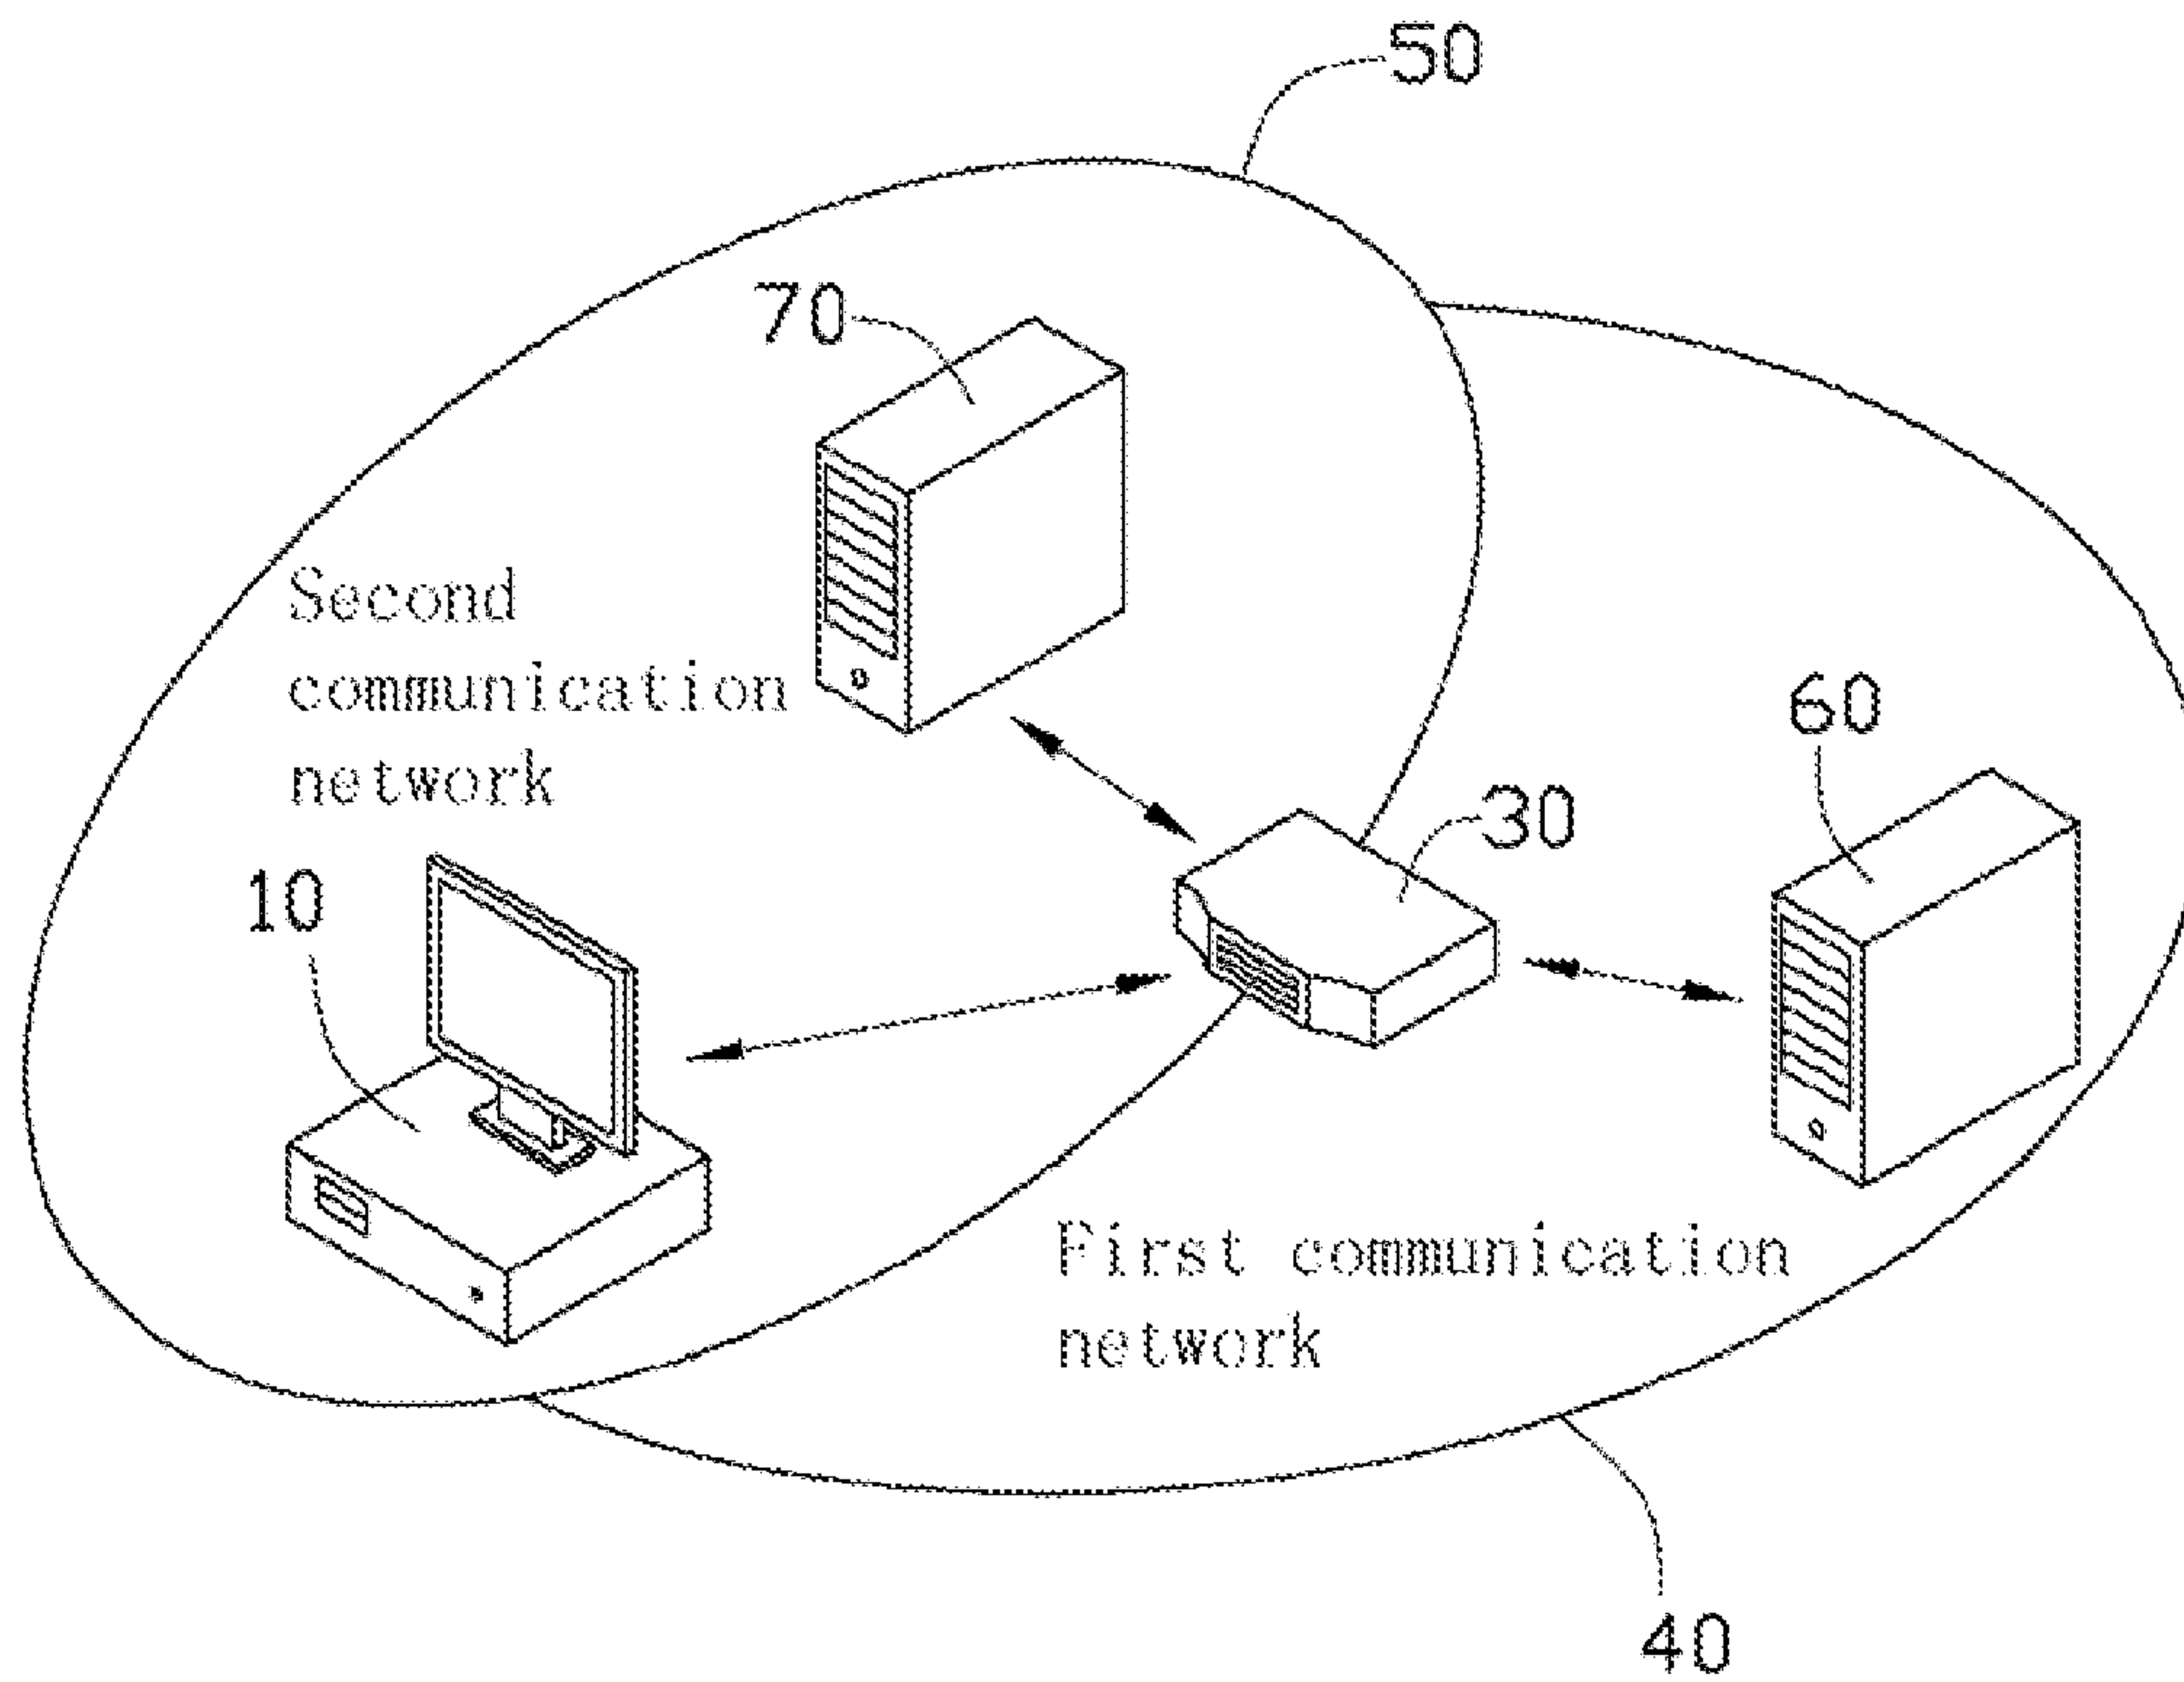 50
70
Second
communication
network
60
30
10
First communication
network
40